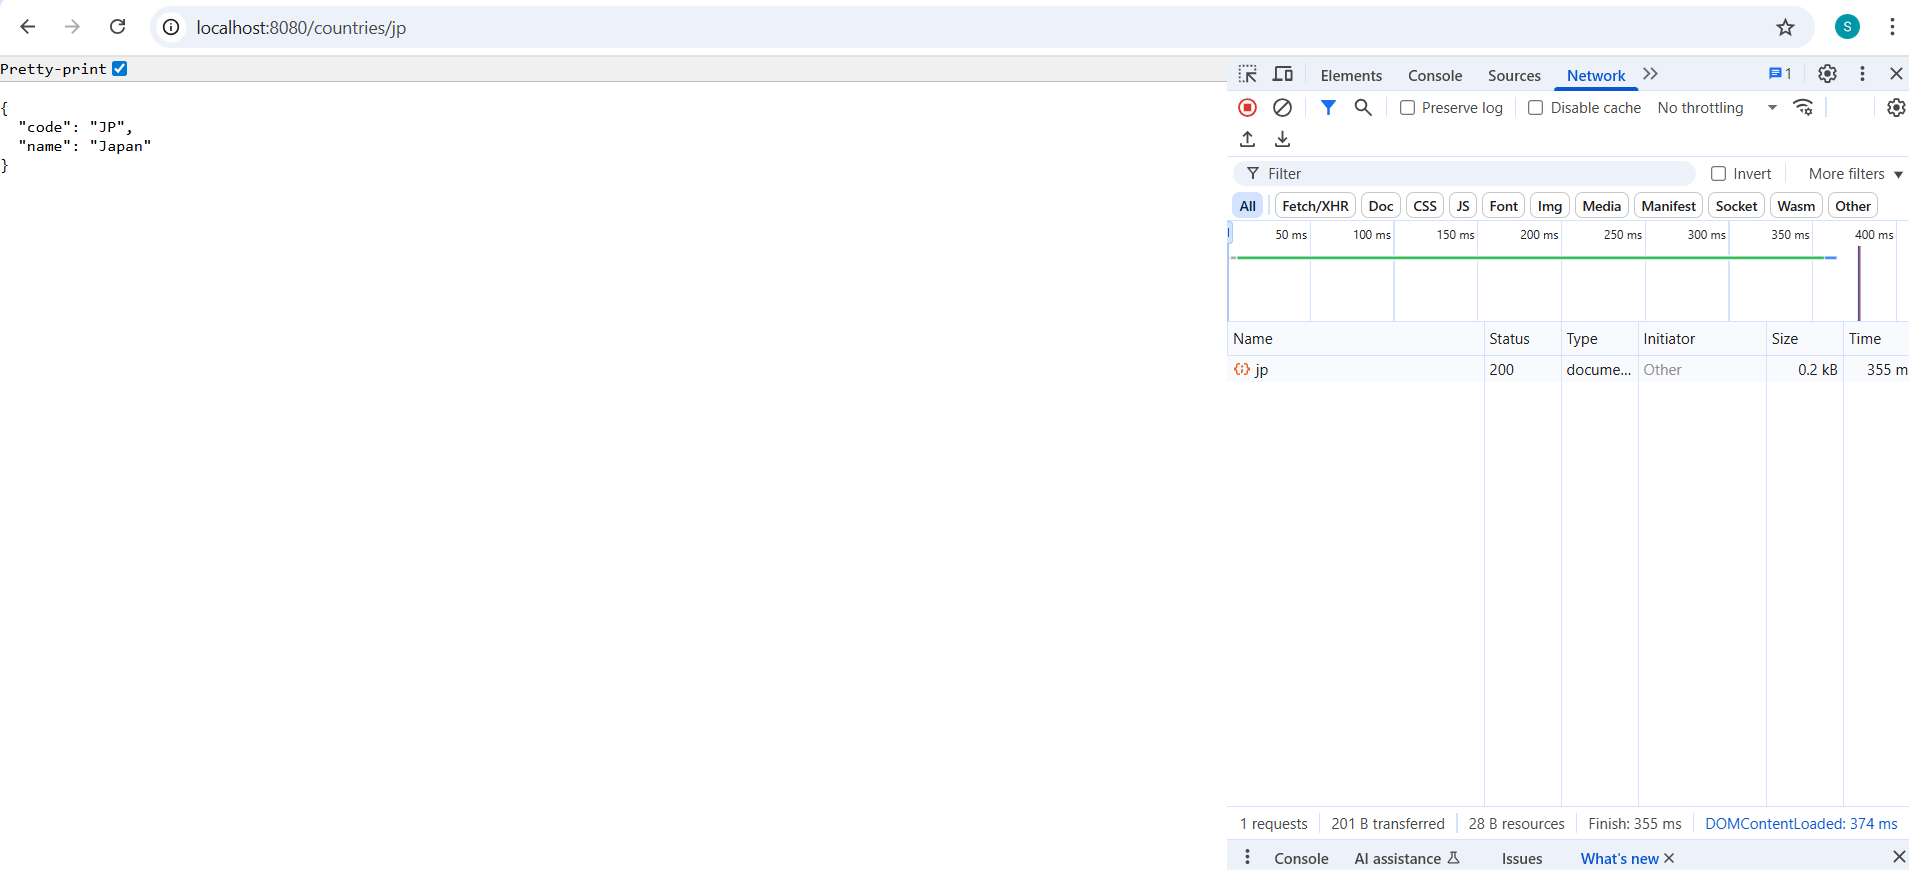 localhost:8080/countries/jp
S
Pretty-print
{
"code": "JP",
"name": "Japan"
}
Elements Console Sources Network 1
Preserve log Disable cache No throttling
Filter Invert More filters
All Fetch/XHR Doc CSS JS Font Img Media Manifest Socket Wasm Other
50 ms 100 ms 150 ms 200 ms 250 ms 300 ms 350 ms 400 ms
Name Status Type Initiator Size Time
jp 200 docume... Other 0.2 kB 355 m
1 requests 201 B transferred 28 B resources Finish: 355 ms DOMContentLoaded: 374 ms
Console AI assistance Issues What's new